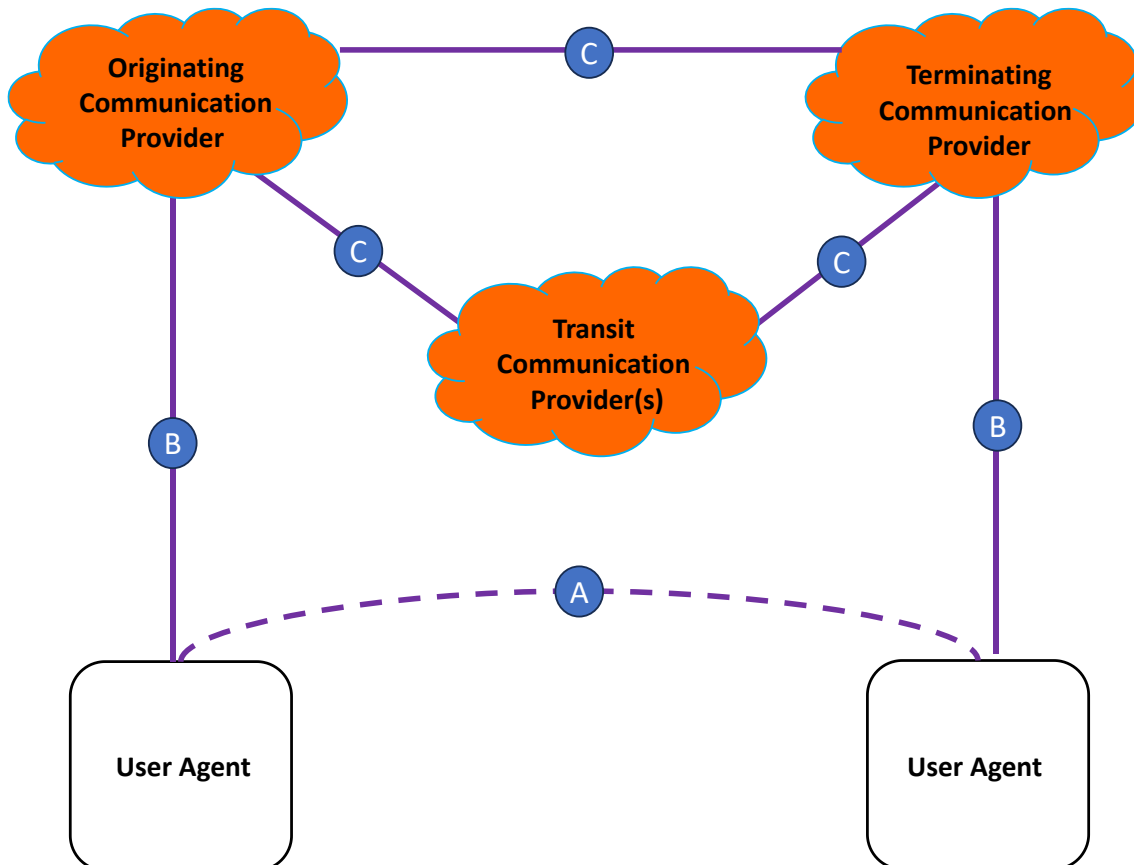 Originating
Communication
Provider
C
Terminating
Communication
Provider
C
C
Transit
Communication
Provider(s)
B
B
A
User Agent
User Agent